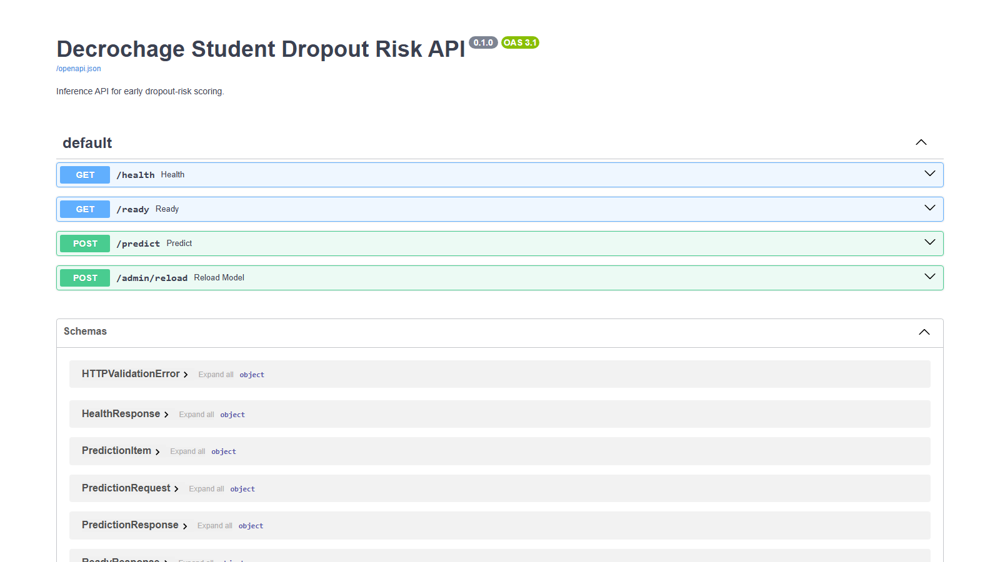 Decrochage Student Dropout Risk API 0.1.0 OAS 3.1
/openapi.json
Inference API for early dropout-risk scoring.
default
GET /health Health
GET /ready Ready
POST /predict Predict
POST /admin/reload Reload Model
Schemas
HTTPValidationError Expand all object
HealthResponse Expand all object
PredictionItem Expand all object
PredictionRequest Expand all object
PredictionResponse Expand all object
ReadyResponse Expand all object